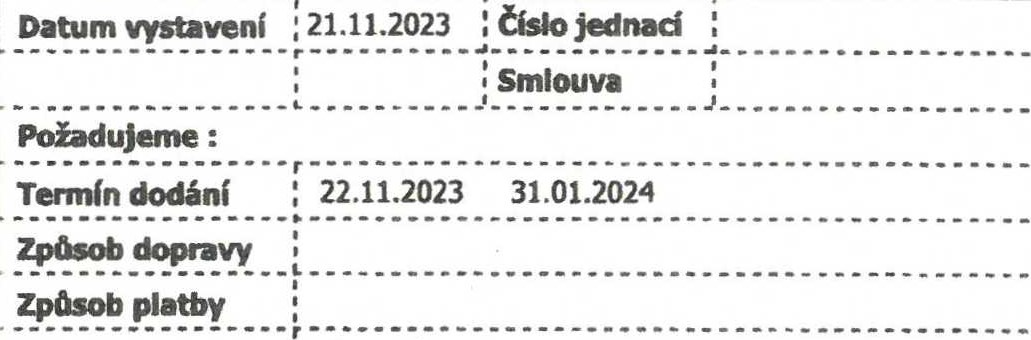 Datum vystavení 21.11.2023 Číslo jednací
Smlouva
Požadujeme :
Termín dodání 22.11.2023 31.01.2024
Způsob dopravy
Způsob platby